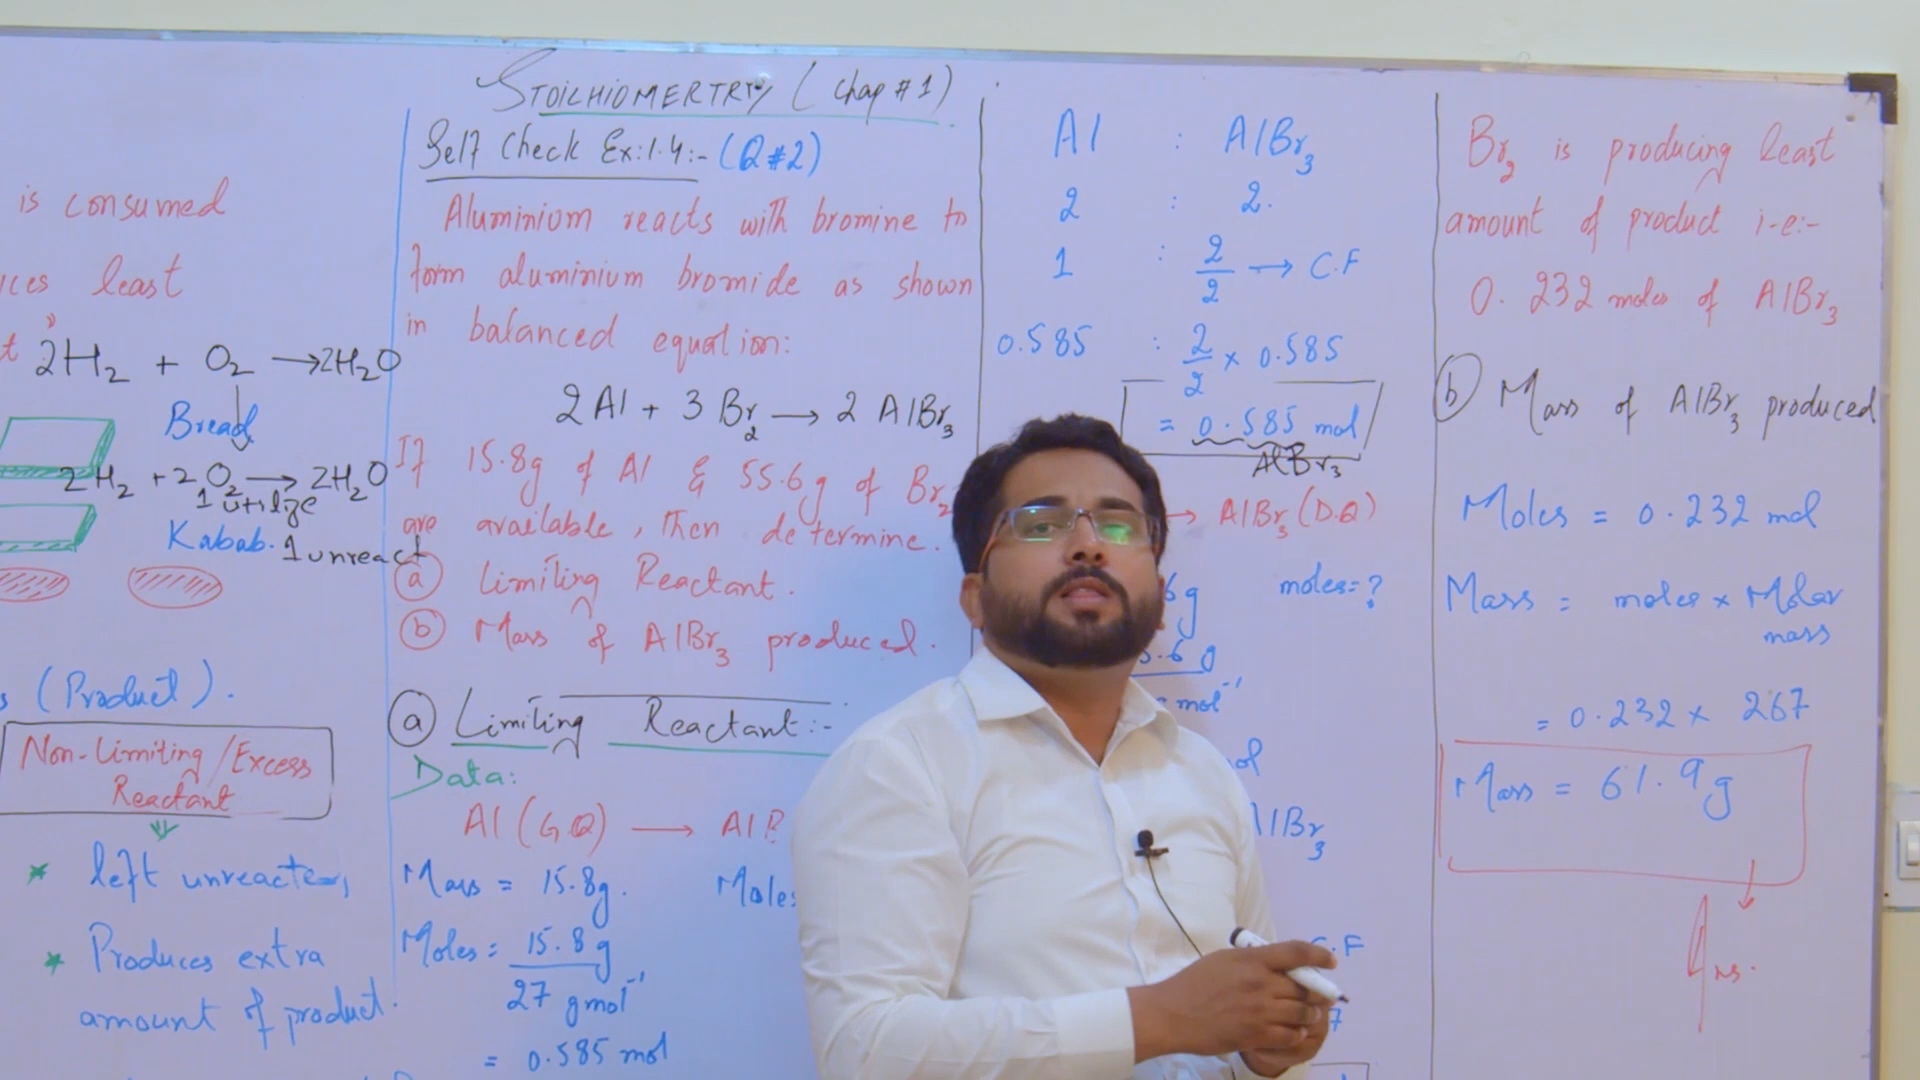 STOILHIOMERTRY (Chap # 1)
is consumed
least
2H₂ + O₂ → 2H₂O
Bread
2H₂ + 2O₂ → 2H₂O
1 utilze
Kabab.
1 unreact
(Product).
Non-Limiting/Excess
Reactant
* left unreacted,
* Produces extra
amount of product.
Self Check Ex:1.4:- (Q#2)
Aluminium reacts with bromine to
form aluminium bromide as shown
in balanced equation:
2Al + 3Br₂ → 2AlBr₃
If 15.8g of Al & 55.6g of Br₂
are available, then determine.
(a) Limiting Reactant.
(b) Mass of AlBr₃ produced.
(a) Limiting Reactant:-
Data:
Al (G.Q) →
Mass = 15.8g.
Moles = 15.8g
27 gmol⁻¹
= 0.585 mol
Al : AlBr₃
2 : 2.
1 : 2/2 → C.F
0.585 : 2/2 × 0.585
= 0.585 mol
AlBr₃
→ AlBr₃ (D.Q)
moles=?
mol⁻¹
Br₂ is producing least
amount of product i-e:-
0.232 moles of AlBr₃
(b) Mass of AlBr₃ produced
Moles = 0.232 mol
Mass = moles × Molar
mass
= 0.232 × 267
Mass = 61.9g
Ans.